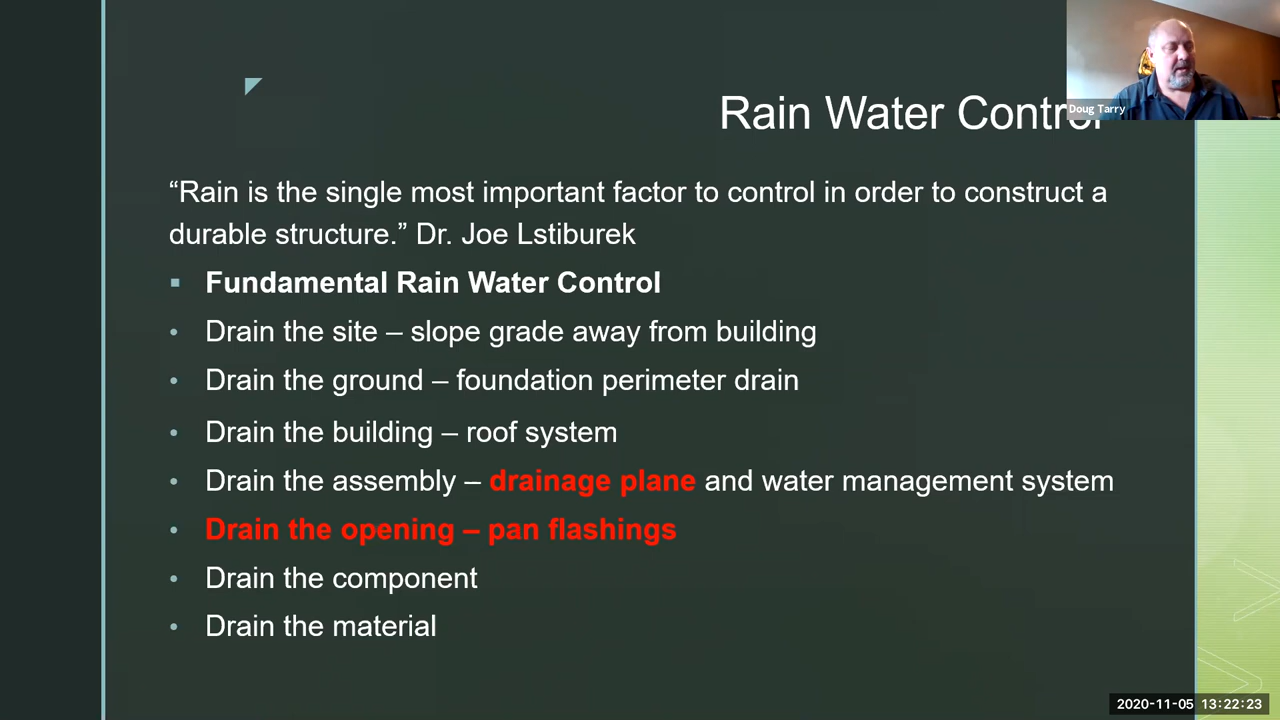 Rain Water Control
Doug Tarry
“Rain is the single most important factor to control in order to construct a
durable structure.” Dr. Joe Lstiburek
▪ Fundamental Rain Water Control
• Drain the site – slope grade away from building
• Drain the ground – foundation perimeter drain
• Drain the building – roof system
• Drain the assembly – drainage plane and water management system
• Drain the opening – pan flashings
• Drain the component
• Drain the material
2020-11-05 13:22:23